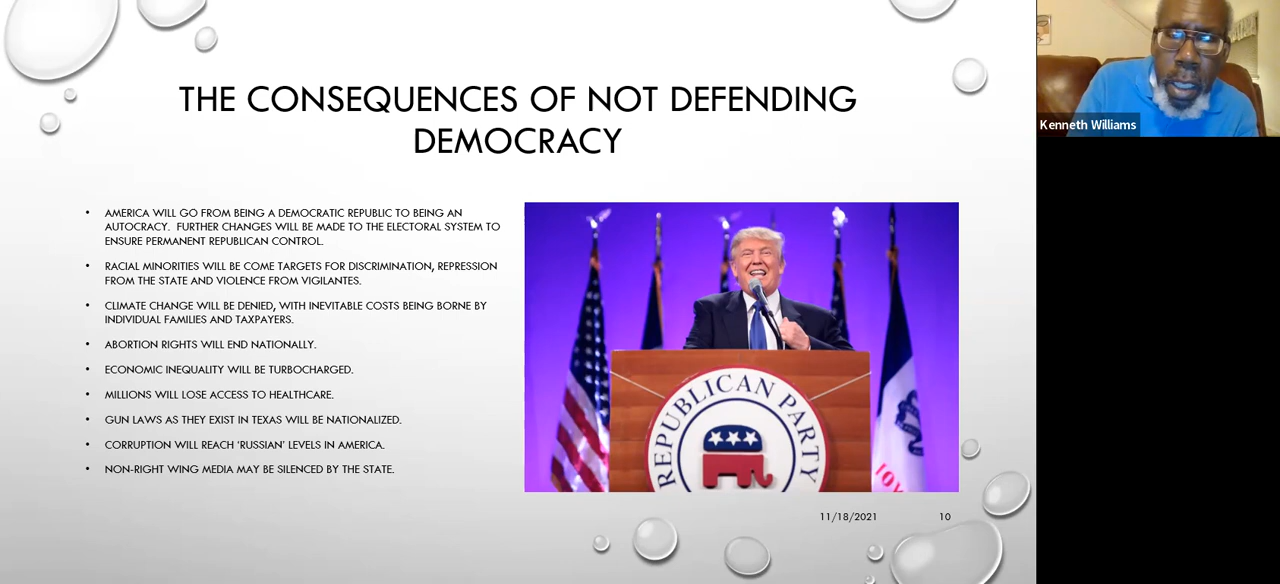 THE CONSEQUENCES OF NOT DEFENDING
DEMOCRACY
• AMERICA WILL GO FROM BEING A DEMOCRATIC REPUBLIC TO BEING AN
AUTOCRACY. FURTHER CHANGES WILL BE MADE TO THE ELECTORAL SYSTEM TO
ENSURE PERMANENT REPUBLICAN CONTROL.
• RACIAL MINORITIES WILL BE COME TARGETS FOR DISCRIMINATION, REPRESSION
FROM THE STATE AND VIOLENCE FROM VIGILANTES.
• CLIMATE CHANGE WILL BE DENIED, WITH INEVITABLE COSTS BEING BORNE BY
INDIVIDUAL FAMILIES AND TAXPAYERS.
• ABORTION RIGHTS WILL END NATIONALLY.
• ECONOMIC INEQUALITY WILL BE TURBOCHARGED.
• MILLIONS WILL LOSE ACCESS TO HEALTHCARE.
• GUN LAWS AS THEY EXIST IN TEXAS WILL BE NATIONALIZED.
• CORRUPTION WILL REACH 'RUSSIAN' LEVELS IN AMERICA.
• NON-RIGHT WING MEDIA MAY BE SILENCED BY THE STATE.
REPUBLICAN PARTY
IOW
11/18/2021 10
Kenneth Williams